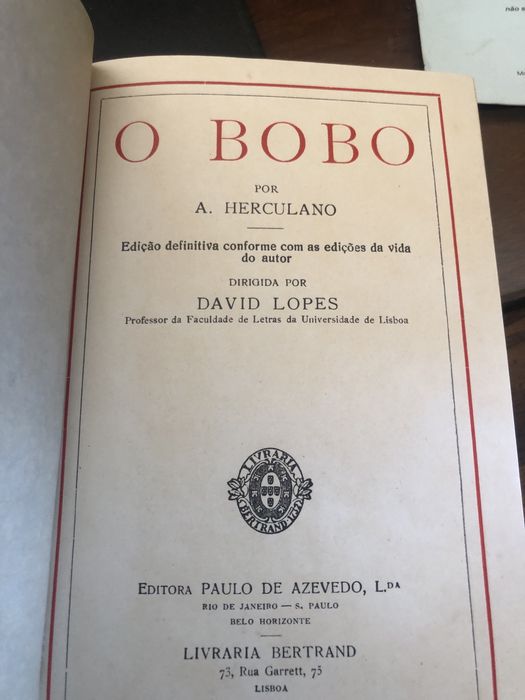 não s
M
O BOBO
POR
A. HERCULANO
Edição definitiva conforme com as edições da vida
do autor
DIRIGIDA POR
DAVID LOPES
Professor da Faculdade de Letras da Universidade de Lisboa
LIVRARIA
BERTRAND 1732
EDITORA PAULO DE AZEVEDO, L.DA
RIO DE JANEIRO — S. PAULO
BELO HORIZONTE
LIVRARIA BERTRAND
73, Rua Garrett, 75
LISBOA